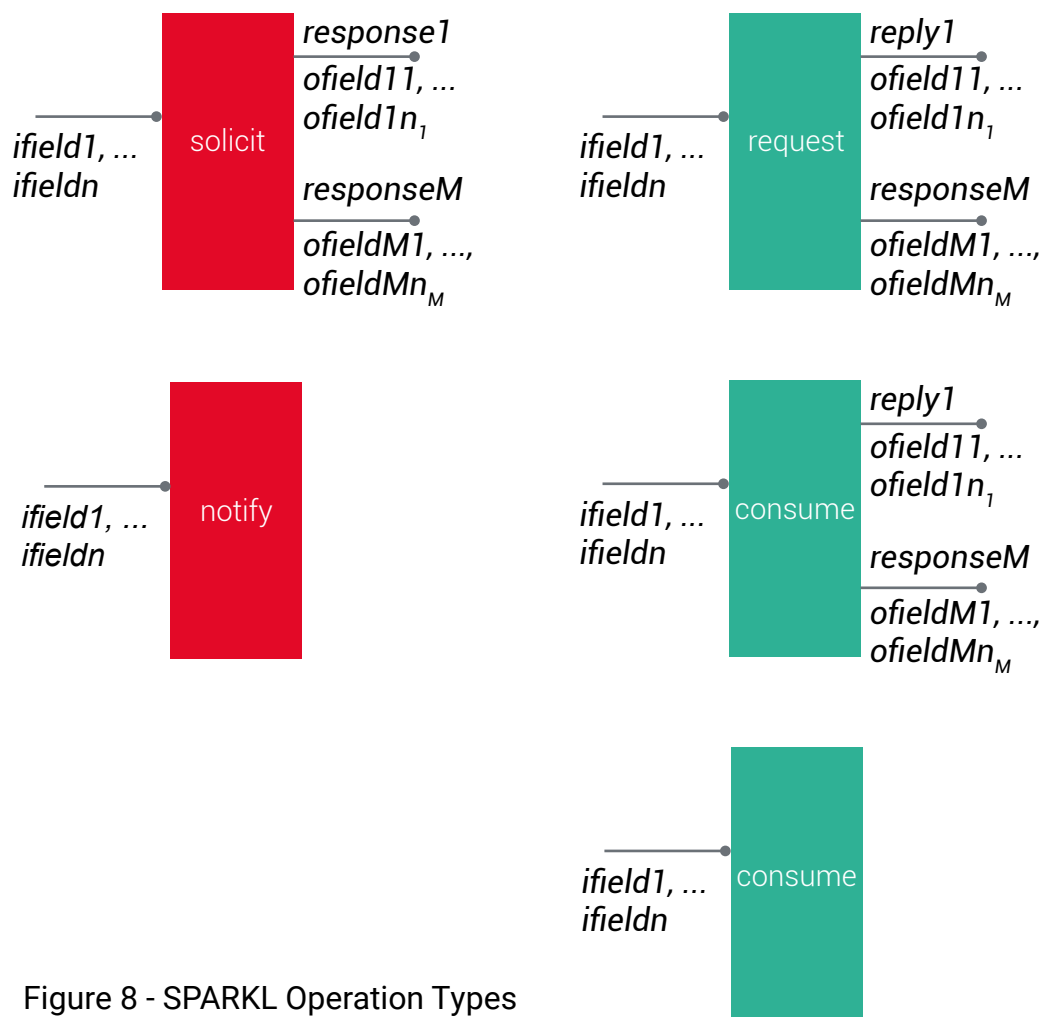 response1
ofield11, ...
ofield1n1
ifield1, ...
ifieldn
solicit
responseM
ofieldM1, ...,
ofieldMnM
reply1
ofield11, ...
ofield1n1
ifield1, ...
ifieldn
request
responseM
ofieldM1, ...,
ofieldMnM
ifield1, ...
ifieldn
notify
reply1
ofield11, ...
ofield1n1
ifield1, ...
ifieldn
consume
responseM
ofieldM1, ...,
ofieldMnM
ifield1, ...
ifieldn
consume
Figure 8 - SPARKL Operation Types